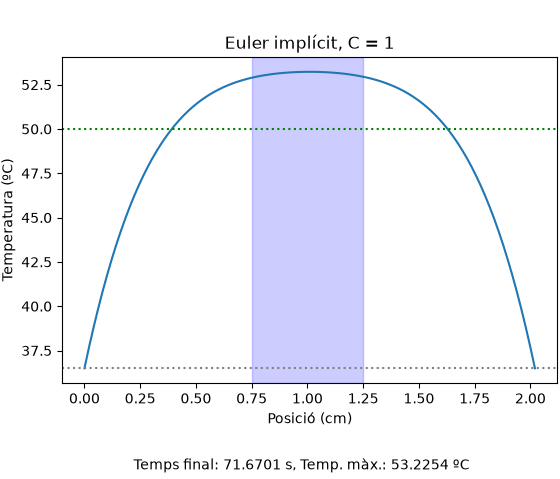 Euler implícit, C = 1
Temperatura (ºC)
52.5
50.0
47.5
45.0
42.5
40.0
37.5
0.00 0.25 0.50 0.75 1.00 1.25 1.50 1.75 2.00
Posició (cm)
Temps final: 71.6701 s, Temp. màx.: 53.2254 ºC